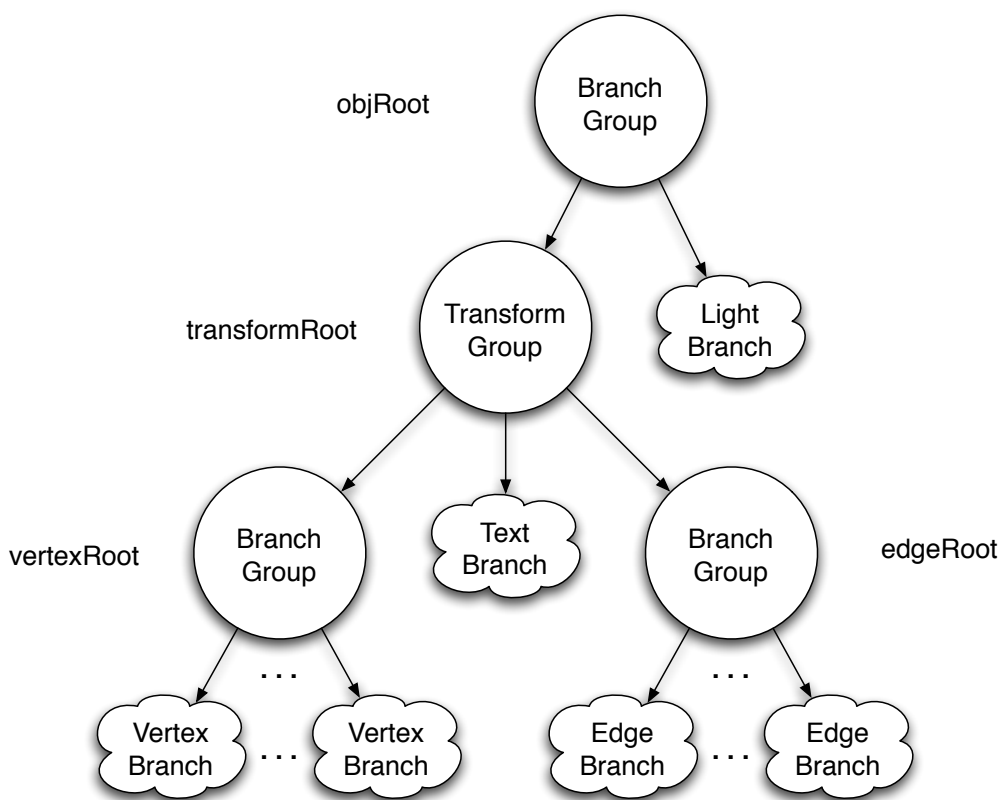 objRoot
Branch
Group
transformRoot
Transform
Group
Light
Branch
vertexRoot
Branch
Group
Text
Branch
Branch
Group
edgeRoot
. . .
. . .
Vertex
Branch
. . .
Vertex
Branch
Edge
Branch
. . .
Edge
Branch